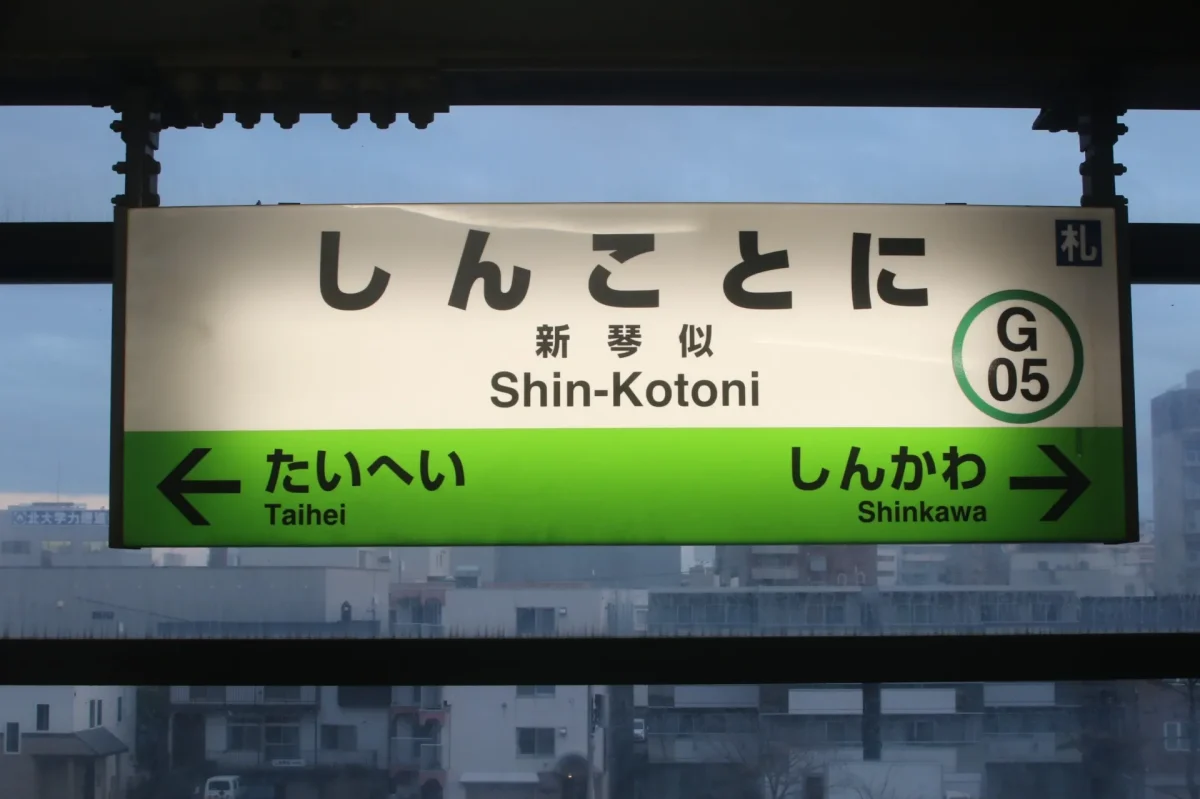 しんことに
札
新琴似
Shin-Kotoni
G
05
← たいへい
Taihei
しんかわ →
Shinkawa